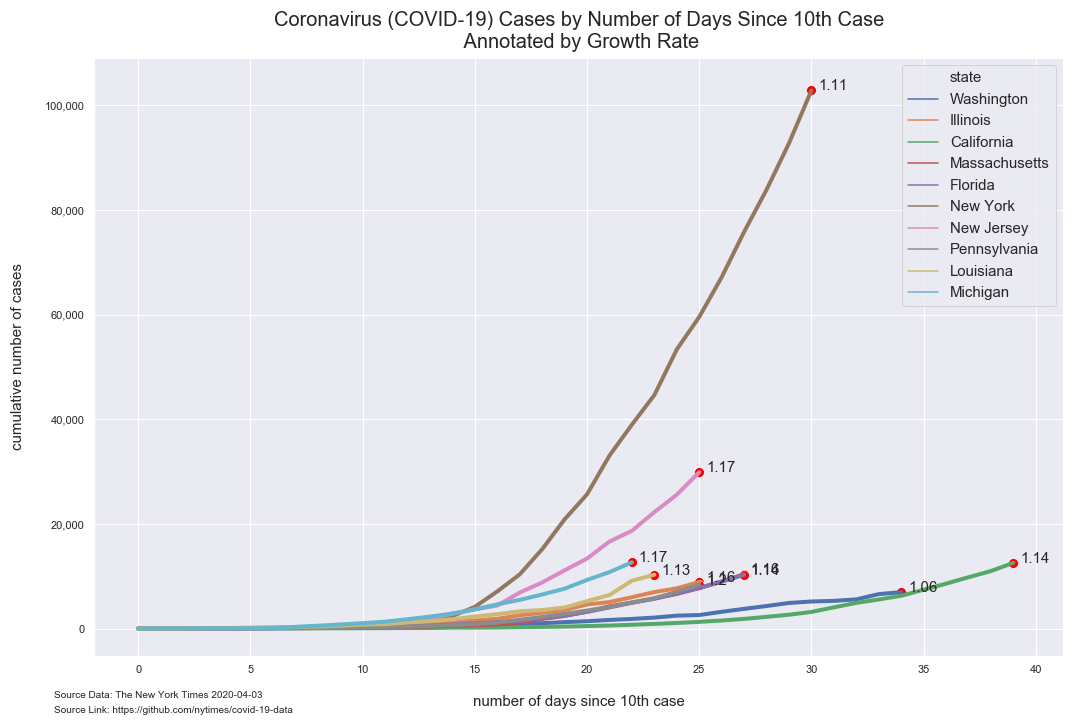 Coronavirus (COVID-19) Cases by Number of Days Since 10th Case
Annotated by Growth Rate
cumulative number of cases
100,000
80,000
60,000
40,000
20,000
0
state
Washington
Illinois
California
Massachusetts
Florida
New York
New Jersey
Pennsylvania
Louisiana
Michigan
1.11
1.17
1.17
1.13
1.14
1.14
1.06
0 5 10 15 20 25 30 35 40
number of days since 10th case
Source Data: The New York Times 2020-04-03
Source Link: https://github.com/nytimes/covid-19-data